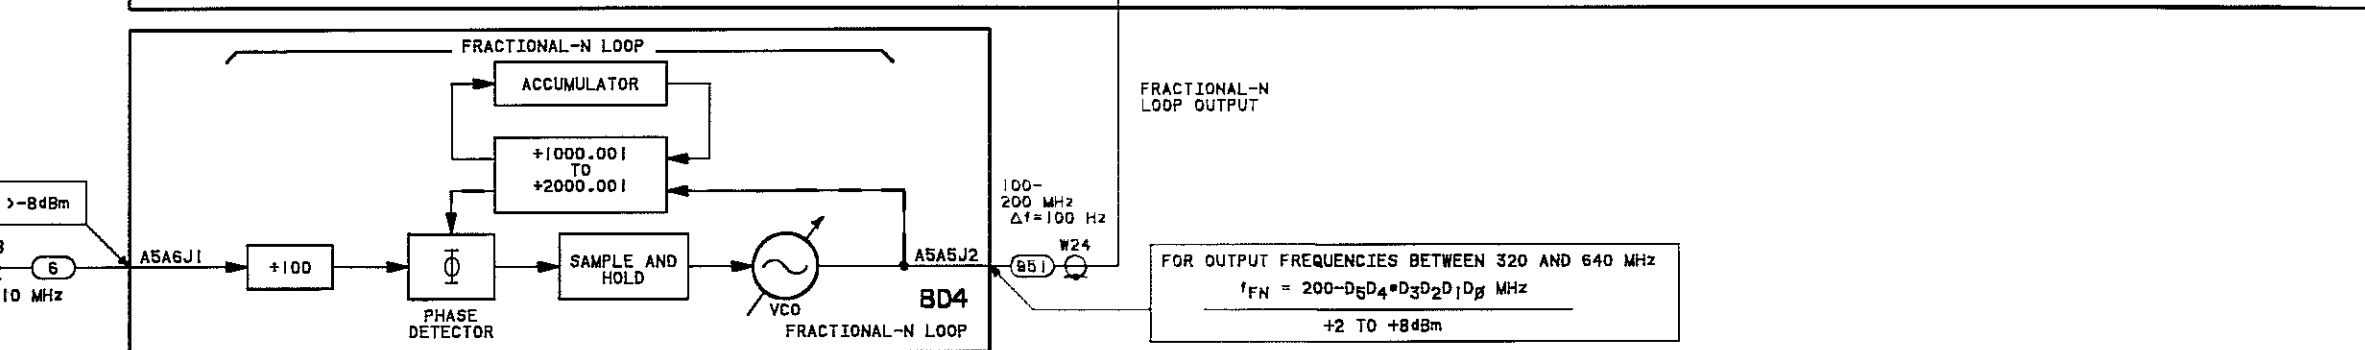 FRACTIONAL-N LOOP
ACCUMULATOR
FRACTIONAL-N
LOOP OUTPUT
÷1000.001
TO
÷2000.001
>-8dBm
100-
200 MHz
Δf=100 Hz
W24
6
10 MHz
A5A6J1
÷100
Φ
SAMPLE AND
HOLD
A5A5J2
951
PHASE
DETECTOR
VCO
BD4
FRACTIONAL-N LOOP
FOR OUTPUT FREQUENCIES BETWEEN 320 AND 640 MHz
fFN = 200-D5D4•D3D2D1D0 MHz
+2 TO +8dBm